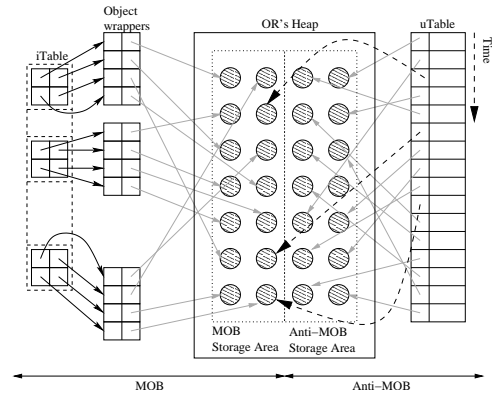 Object
wrappers
OR's Heap
uTable
iTable
Time
MOB
Storage Area
Anti-MOB
Storage Area
MOB
Anti-MOB